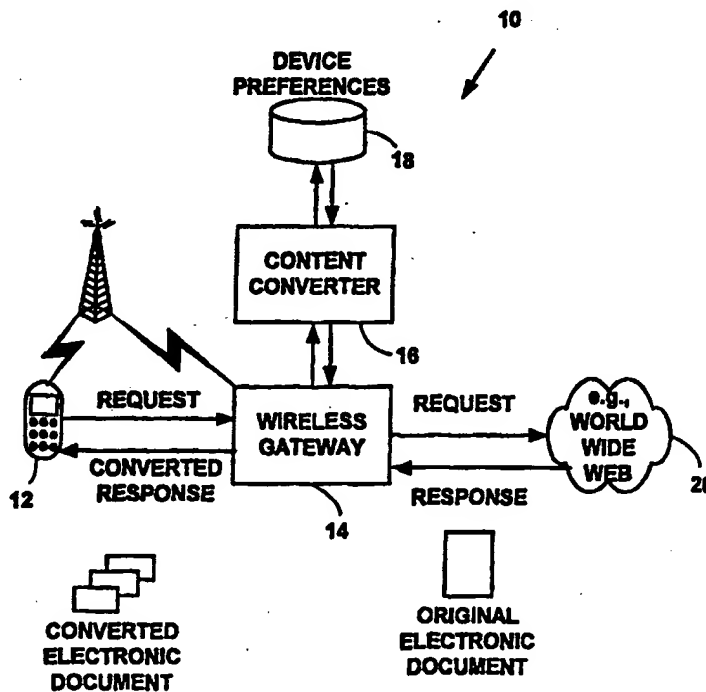 10
DEVICE
PREFERENCES
18
CONTENT
CONVERTER
16
REQUEST
WIRELESS
GATEWAY
REQUEST
e.g.,
WORLD
WIDE
WEB
CONVERTED
RESPONSE
RESPONSE
12
14
20
CONVERTED
ELECTRONIC
DOCUMENT
ORIGINAL
ELECTRONIC
DOCUMENT